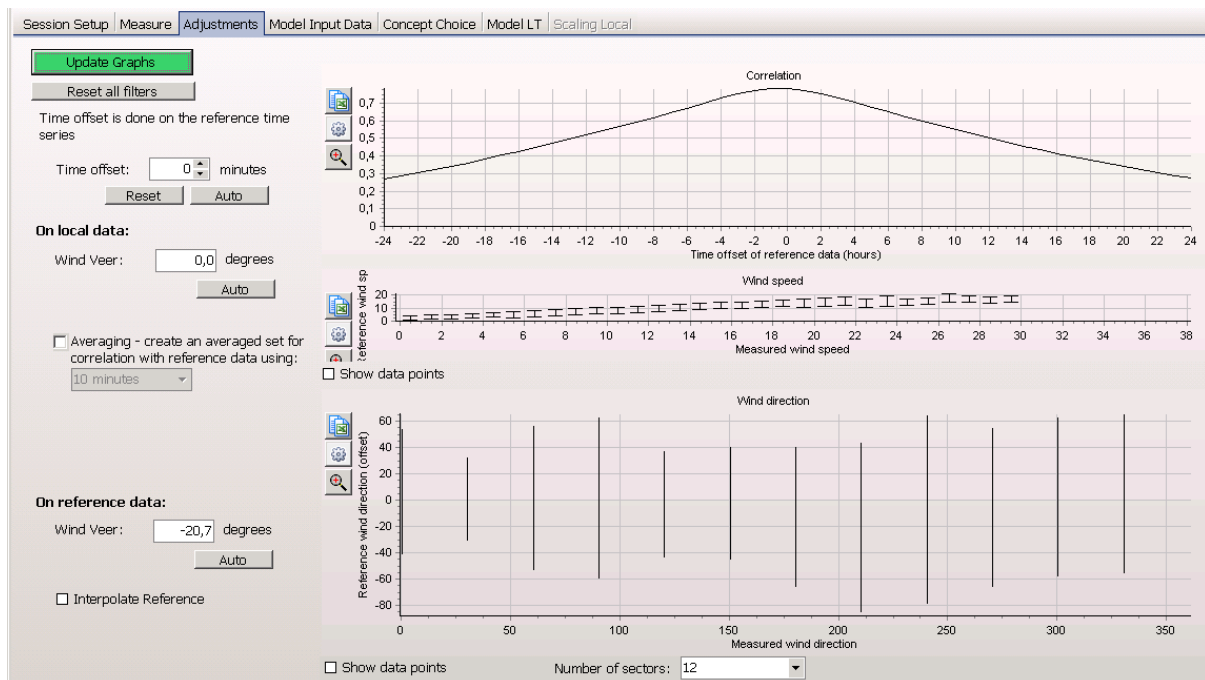 Session Setup Measure Adjustments Model Input Data Concept Choice Model LT Scaling Local
Update Graphs
Reset all filters
Time offset is done on the reference time
series
Time offset: 0 minutes
Reset Auto
On local data:
Wind Veer: 0,0 degrees
Auto
Averaging - create an averaged set for
correlation with reference data using:
10 minutes
On reference data:
Wind Veer: -20,7 degrees
Auto
Interpolate Reference
Correlation
0,7
0,6
0,5
0,4
0,3
0,2
0,1
0
-24 -22 -20 -18 -16 -14 -12 -10 -8 -6 -4 -2 0 2 4 6 8 10 12 14 16 18 20 22 24
Time offset of reference data (hours)
Wind speed
Reference wind sp
20
10
0
0 2 4 6 8 10 12 14 16 18 20 22 24 26 28 30 32 34 36 38
Measured wind speed
Show data points
Wind direction
Reference wind direction (offset)
60
40
20
0
-20
-40
-60
-80
0 50 100 150 200 250 300 350
Measured wind direction
Show data points Number of sectors: 12